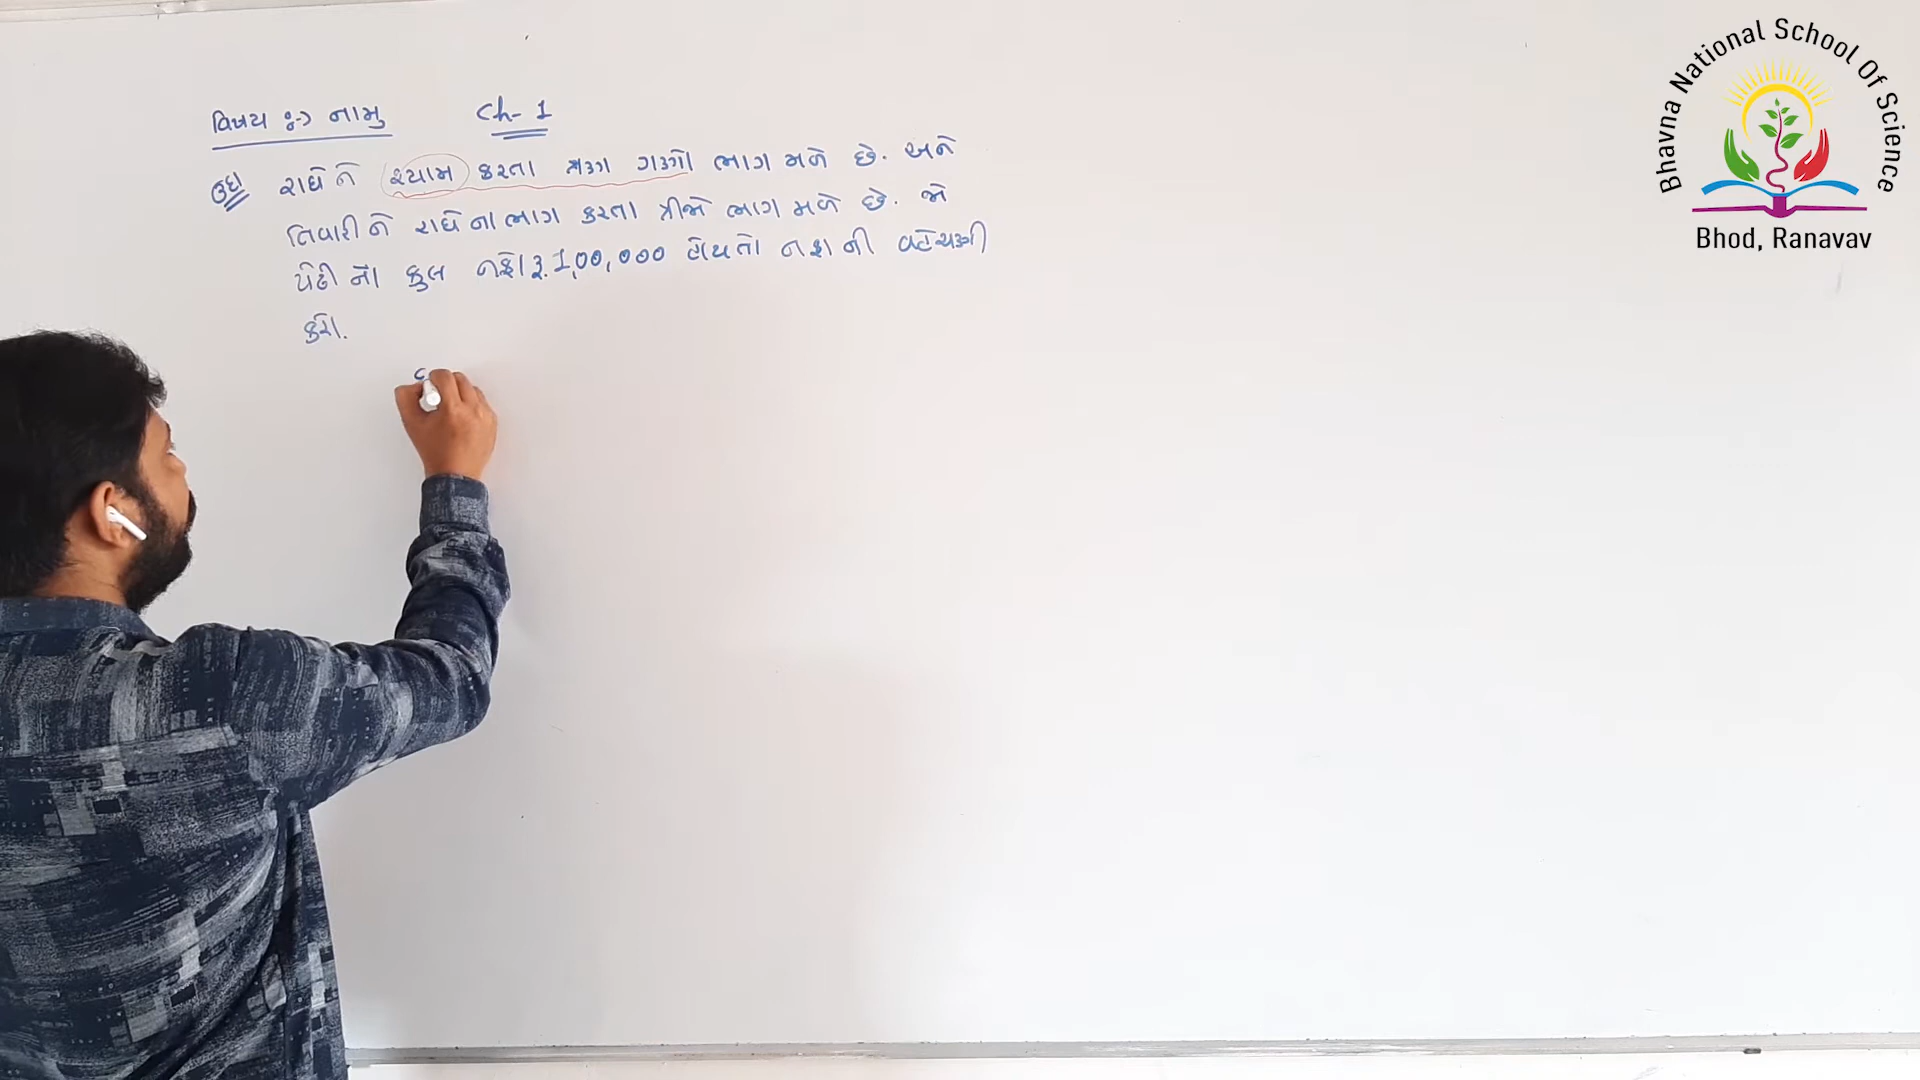 વિષય :-> નામુ Ch-1
ઉદા રાધે ને શ્યામ કરતા ત્રણ ગણો ભાગ મળે છે. અને
તિવારી ને રાધે ના ભાગ કરતા ત્રીજો ભાગ મળે છે. જો
પેઢી નો કુલ નફો રૂ. 1,00,000 હોય તો નફા ની વહેચણી
કરો.
Bhavna National School Of Science
Bhod, Ranavav